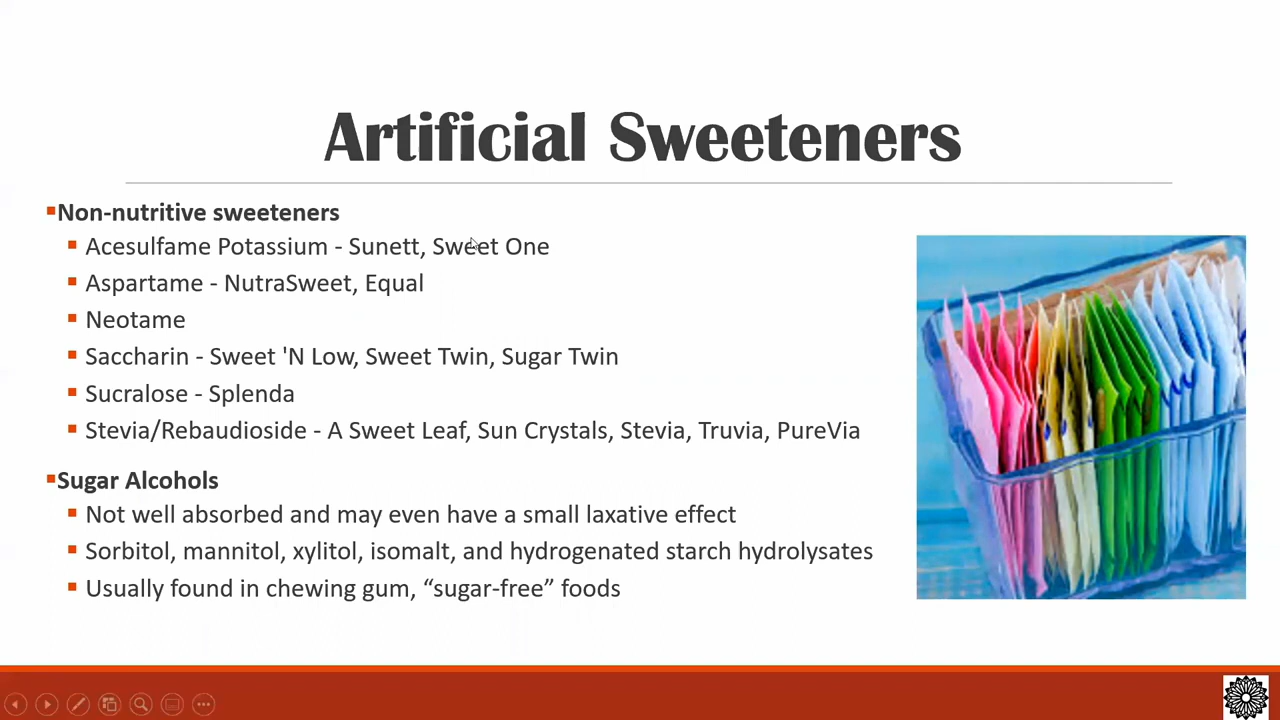 Artificial Sweeteners
Non-nutritive sweeteners
Acesulfame Potassium - Sunett, Sweet One
Aspartame - NutraSweet, Equal
Neotame
Saccharin - Sweet 'N Low, Sweet Twin, Sugar Twin
Sucralose - Splenda
Stevia/Rebaudioside - A Sweet Leaf, Sun Crystals, Stevia, Truvia, PureVia
Sugar Alcohols
Not well absorbed and may even have a small laxative effect
Sorbitol, mannitol, xylitol, isomalt, and hydrogenated starch hydrolysates
Usually found in chewing gum, “sugar-free” foods